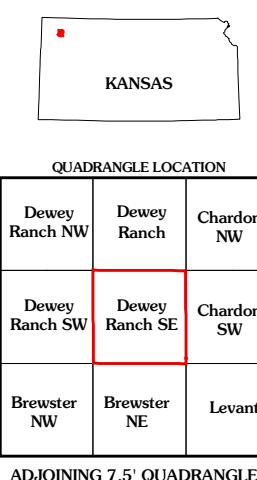 KANSAS
QUADRANGLE LOCATION
Dewey
Ranch NW
Dewey
Ranch
Chardon
NW
Dewey
Ranch SW
Dewey
Ranch SE
Chardon
SW
Brewster
NW
Brewster
NE
Levant
ADJOINING 7.5' QUADRANGLE